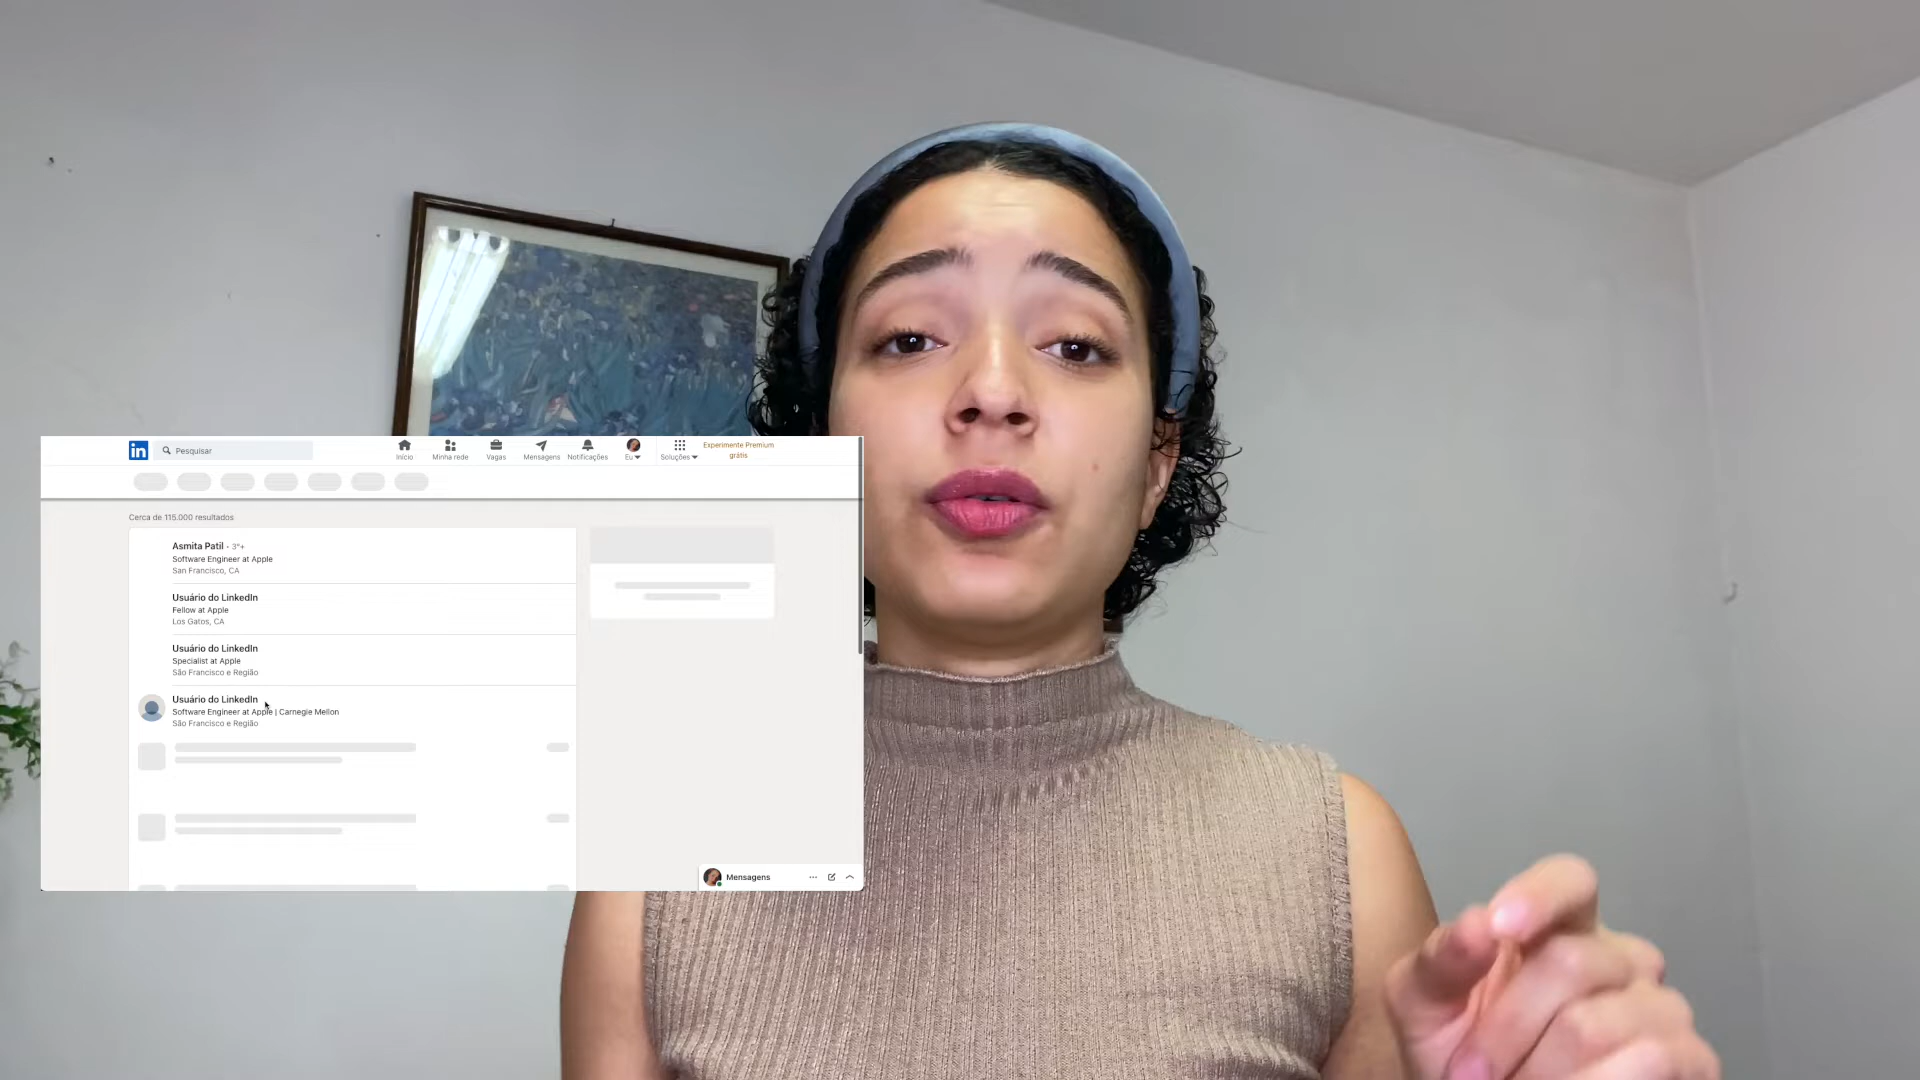 in
Pesquisar
Início
Minha rede
Vagas
Mensagens
Notificações
Eu
Soluções
Experimente Premium
grátis
Cerca de 115.000 resultados
Asmita Patil • 3º+
Software Engineer at Apple
San Francisco, CA
Usuário do LinkedIn
Fellow at Apple
Los Gatos, CA
Usuário do LinkedIn
Specialist at Apple
São Francisco e Região
Usuário do LinkedIn
Software Engineer at Apple | Carnegie Mellon
São Francisco e Região
Mensagens